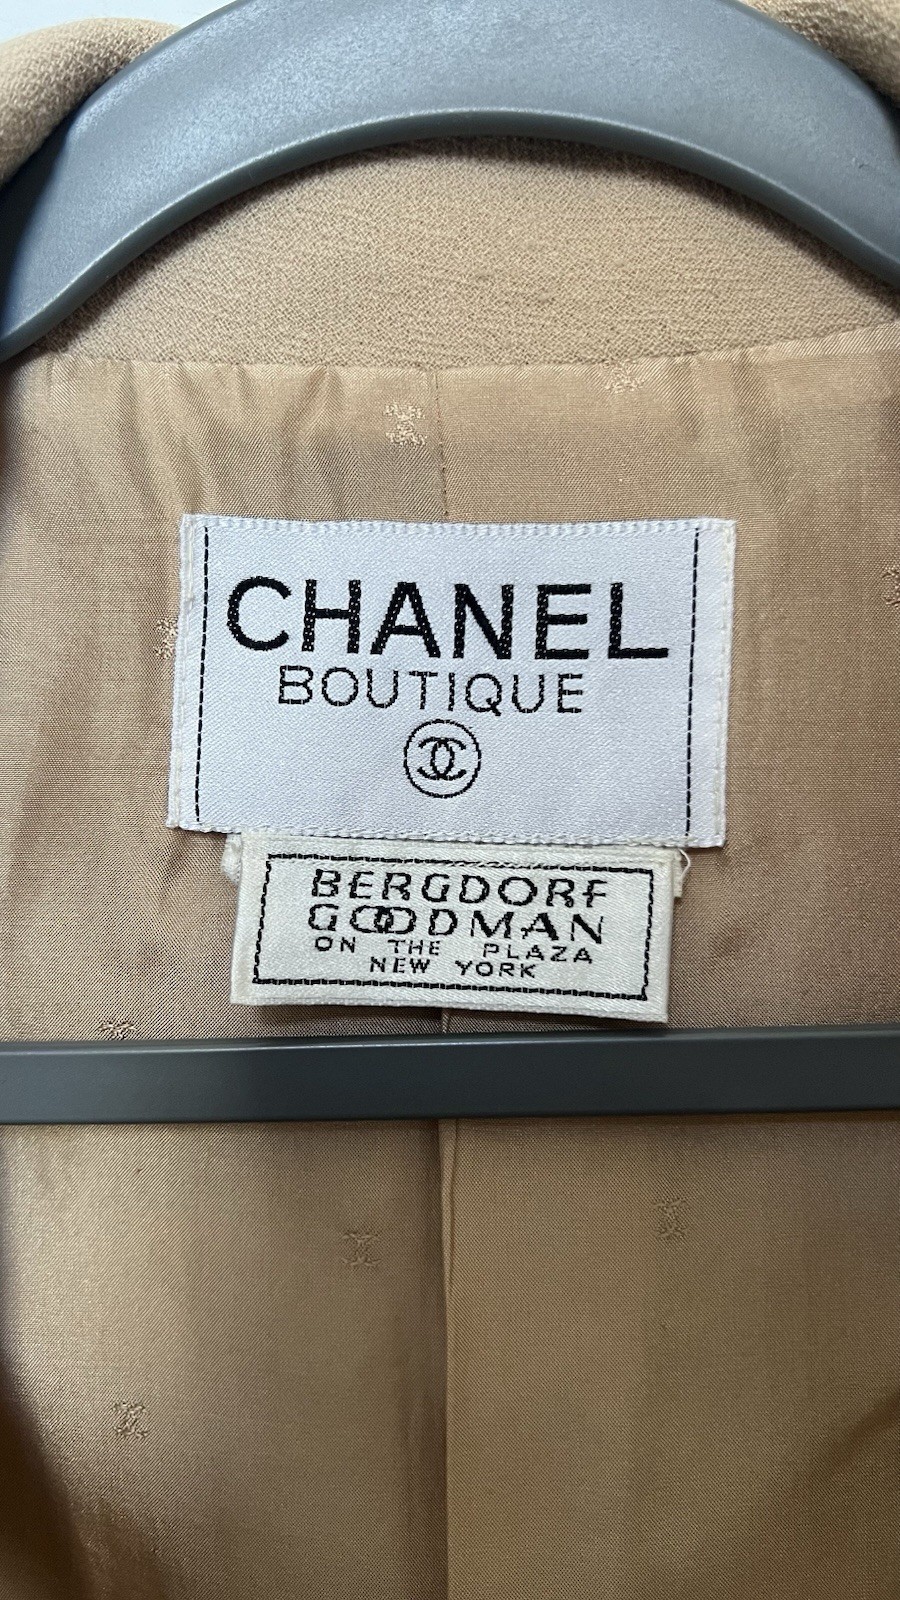 CHANEL
BOUTIQUE
BERGDORF
GOODMAN
ON THE PLAZA
NEW YORK